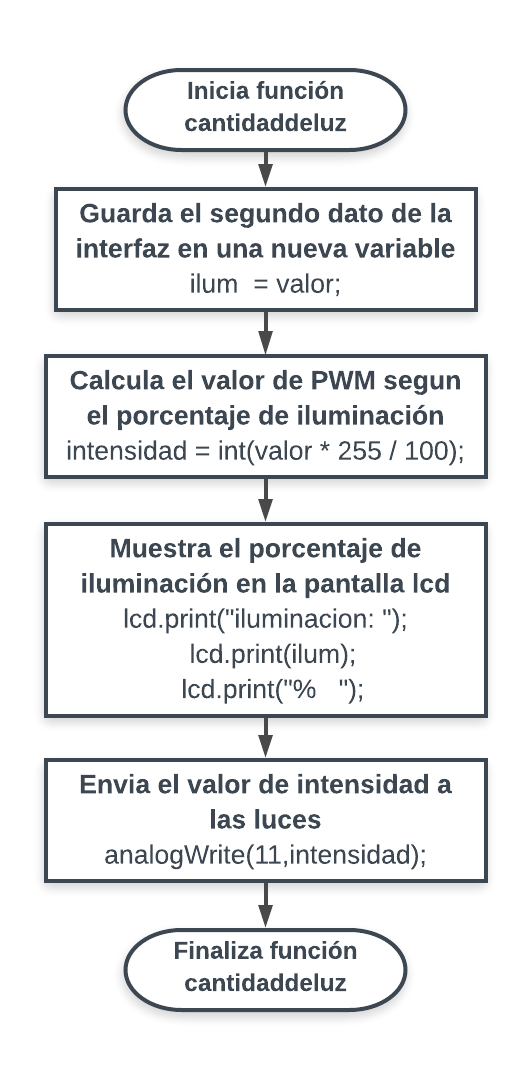 Inicia función
cantidaddeluz
Guarda el segundo dato de la
interfaz en una nueva variable
ilum  = valor;
Calcula el valor de PWM segun
el porcentaje de iluminación
intensidad = int(valor * 255 / 100);
Muestra el porcentaje de
iluminación en la pantalla lcd
lcd.print("iluminacion: ");
lcd.print(ilum);
lcd.print("%   ");
Envia el valor de intensidad a
las luces
analogWrite(11,intensidad);
Finaliza función
cantidaddeluz